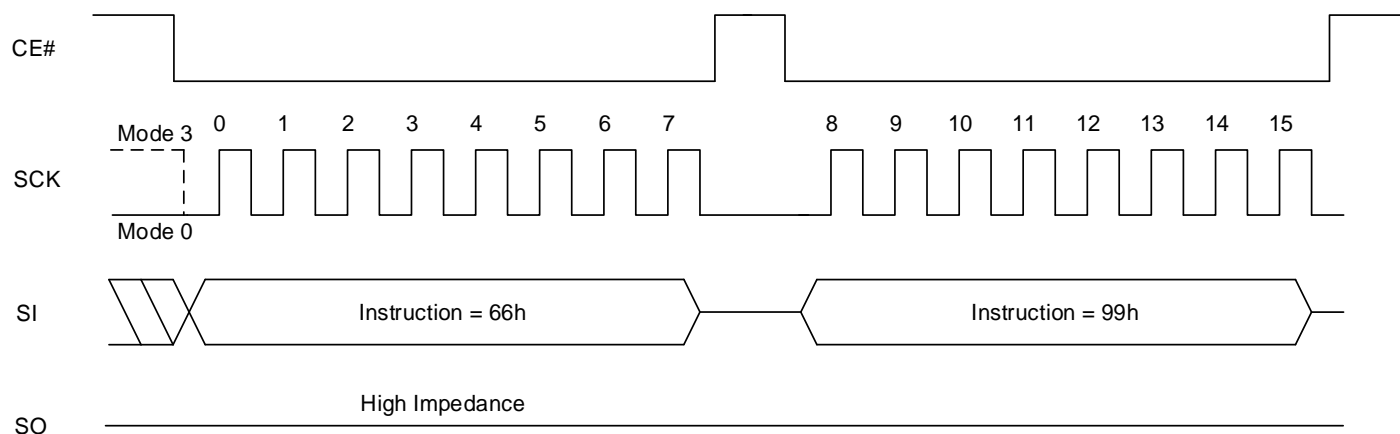 CE#
Mode 3
0 1 2 3 4 5 6 7 8 9 10 11 12 13 14 15
SCK
Mode 0
SI
Instruction = 66h
Instruction = 99h
High Impedance
SO